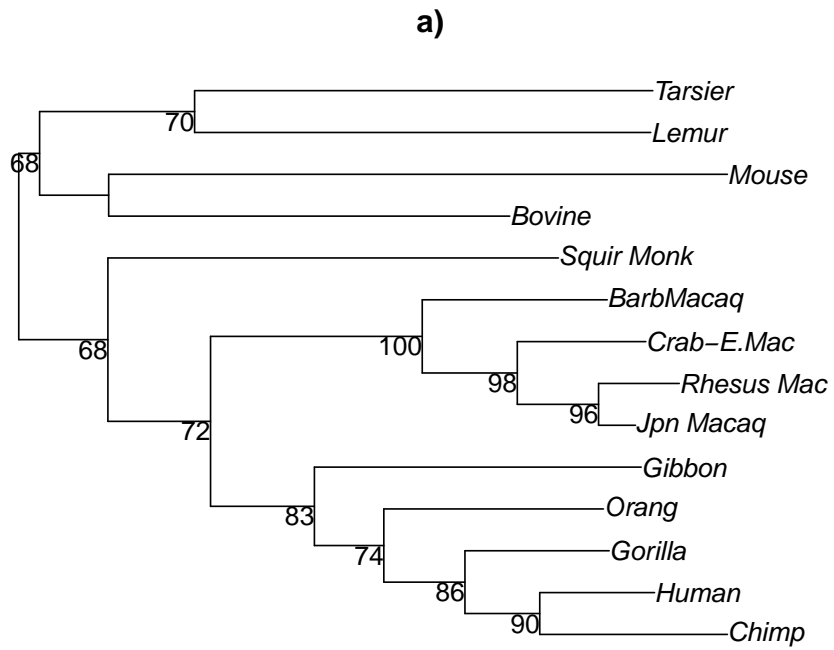 a)
Tarsier
70
Lemur
68
Mouse
Bovine
Squir Monk
BarbMacaq
100
Crab−E.Mac
68
98
Rhesus Mac
96
Jpn Macaq
72
Gibbon
83
Orang
74
Gorilla
86
Human
90
Chimp